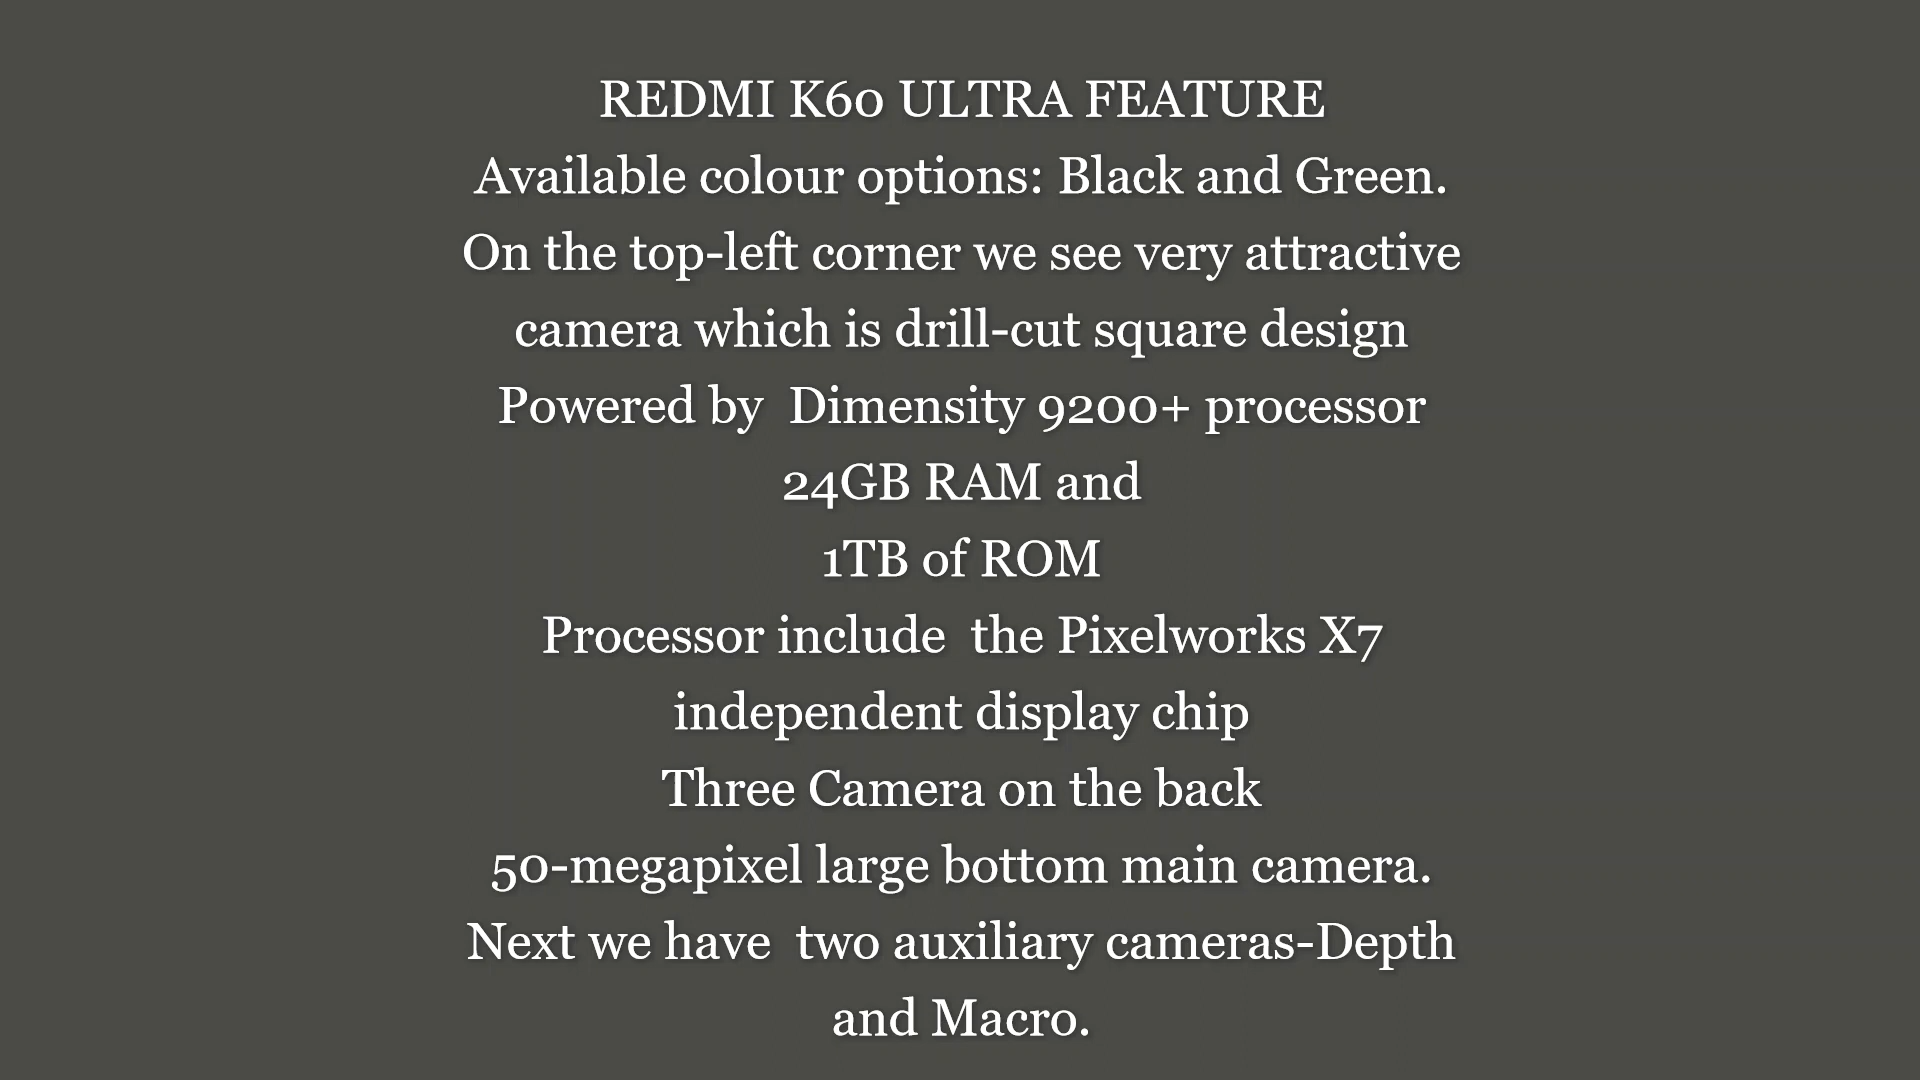 REDMI K60 ULTRA FEATURE
Available colour options: Black and Green.
On the top-left corner we see very attractive
camera which is drill-cut square design
Powered by  Dimensity 9200+ processor
24GB RAM and
1TB of ROM
Processor include  the Pixelworks X7
independent display chip
Three Camera on the back
50-megapixel large bottom main camera.
Next we have  two auxiliary cameras-Depth
and Macro.